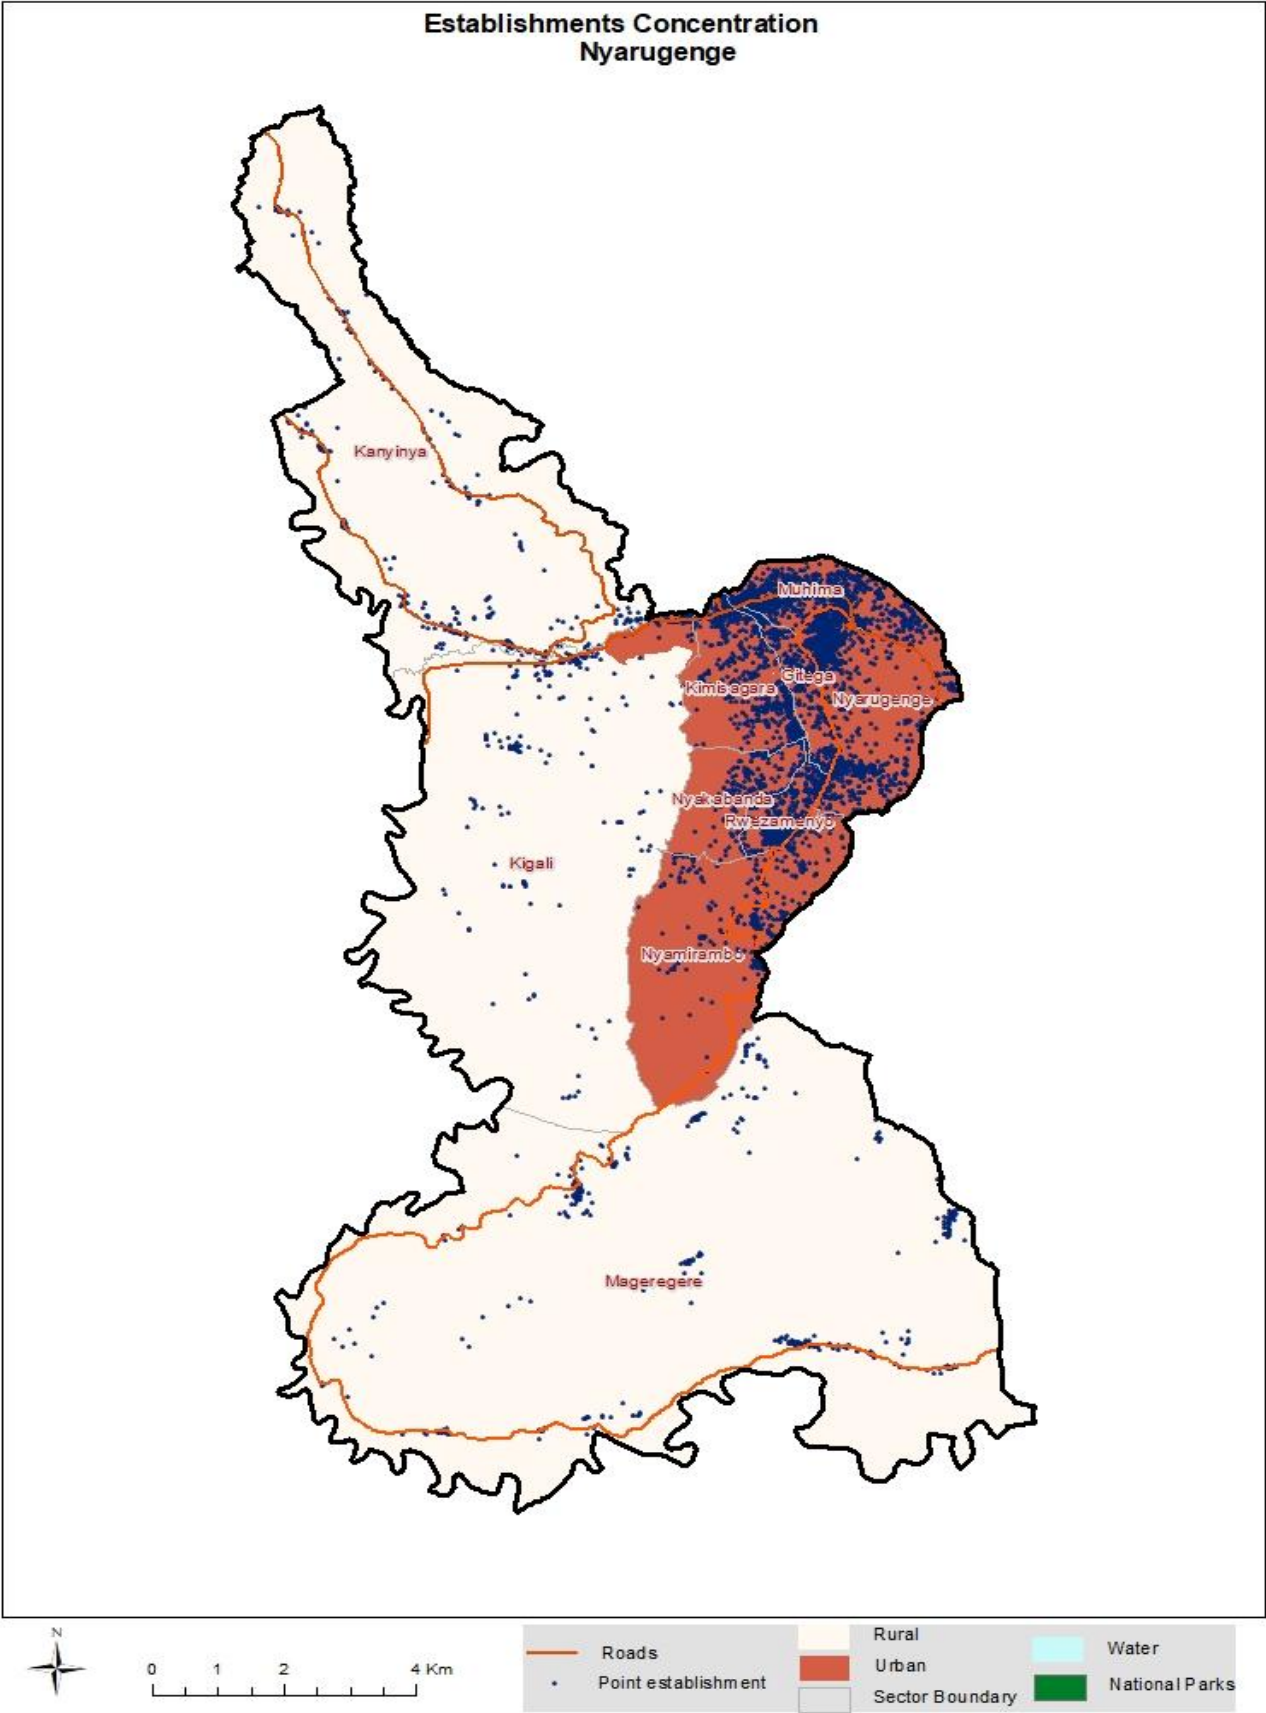 Establishments Concentration
Nyarugenge
Kanyinya
Muhima
Gitega
Kimisagara
Nyarugenge
Nyakabanda
Rwezamenyo
Kigali
Nyamirambo
Mageregere
N
0 1 2 4 Km
Roads
Point establishment
Rural
Urban
Sector Boundary
Water
National Parks